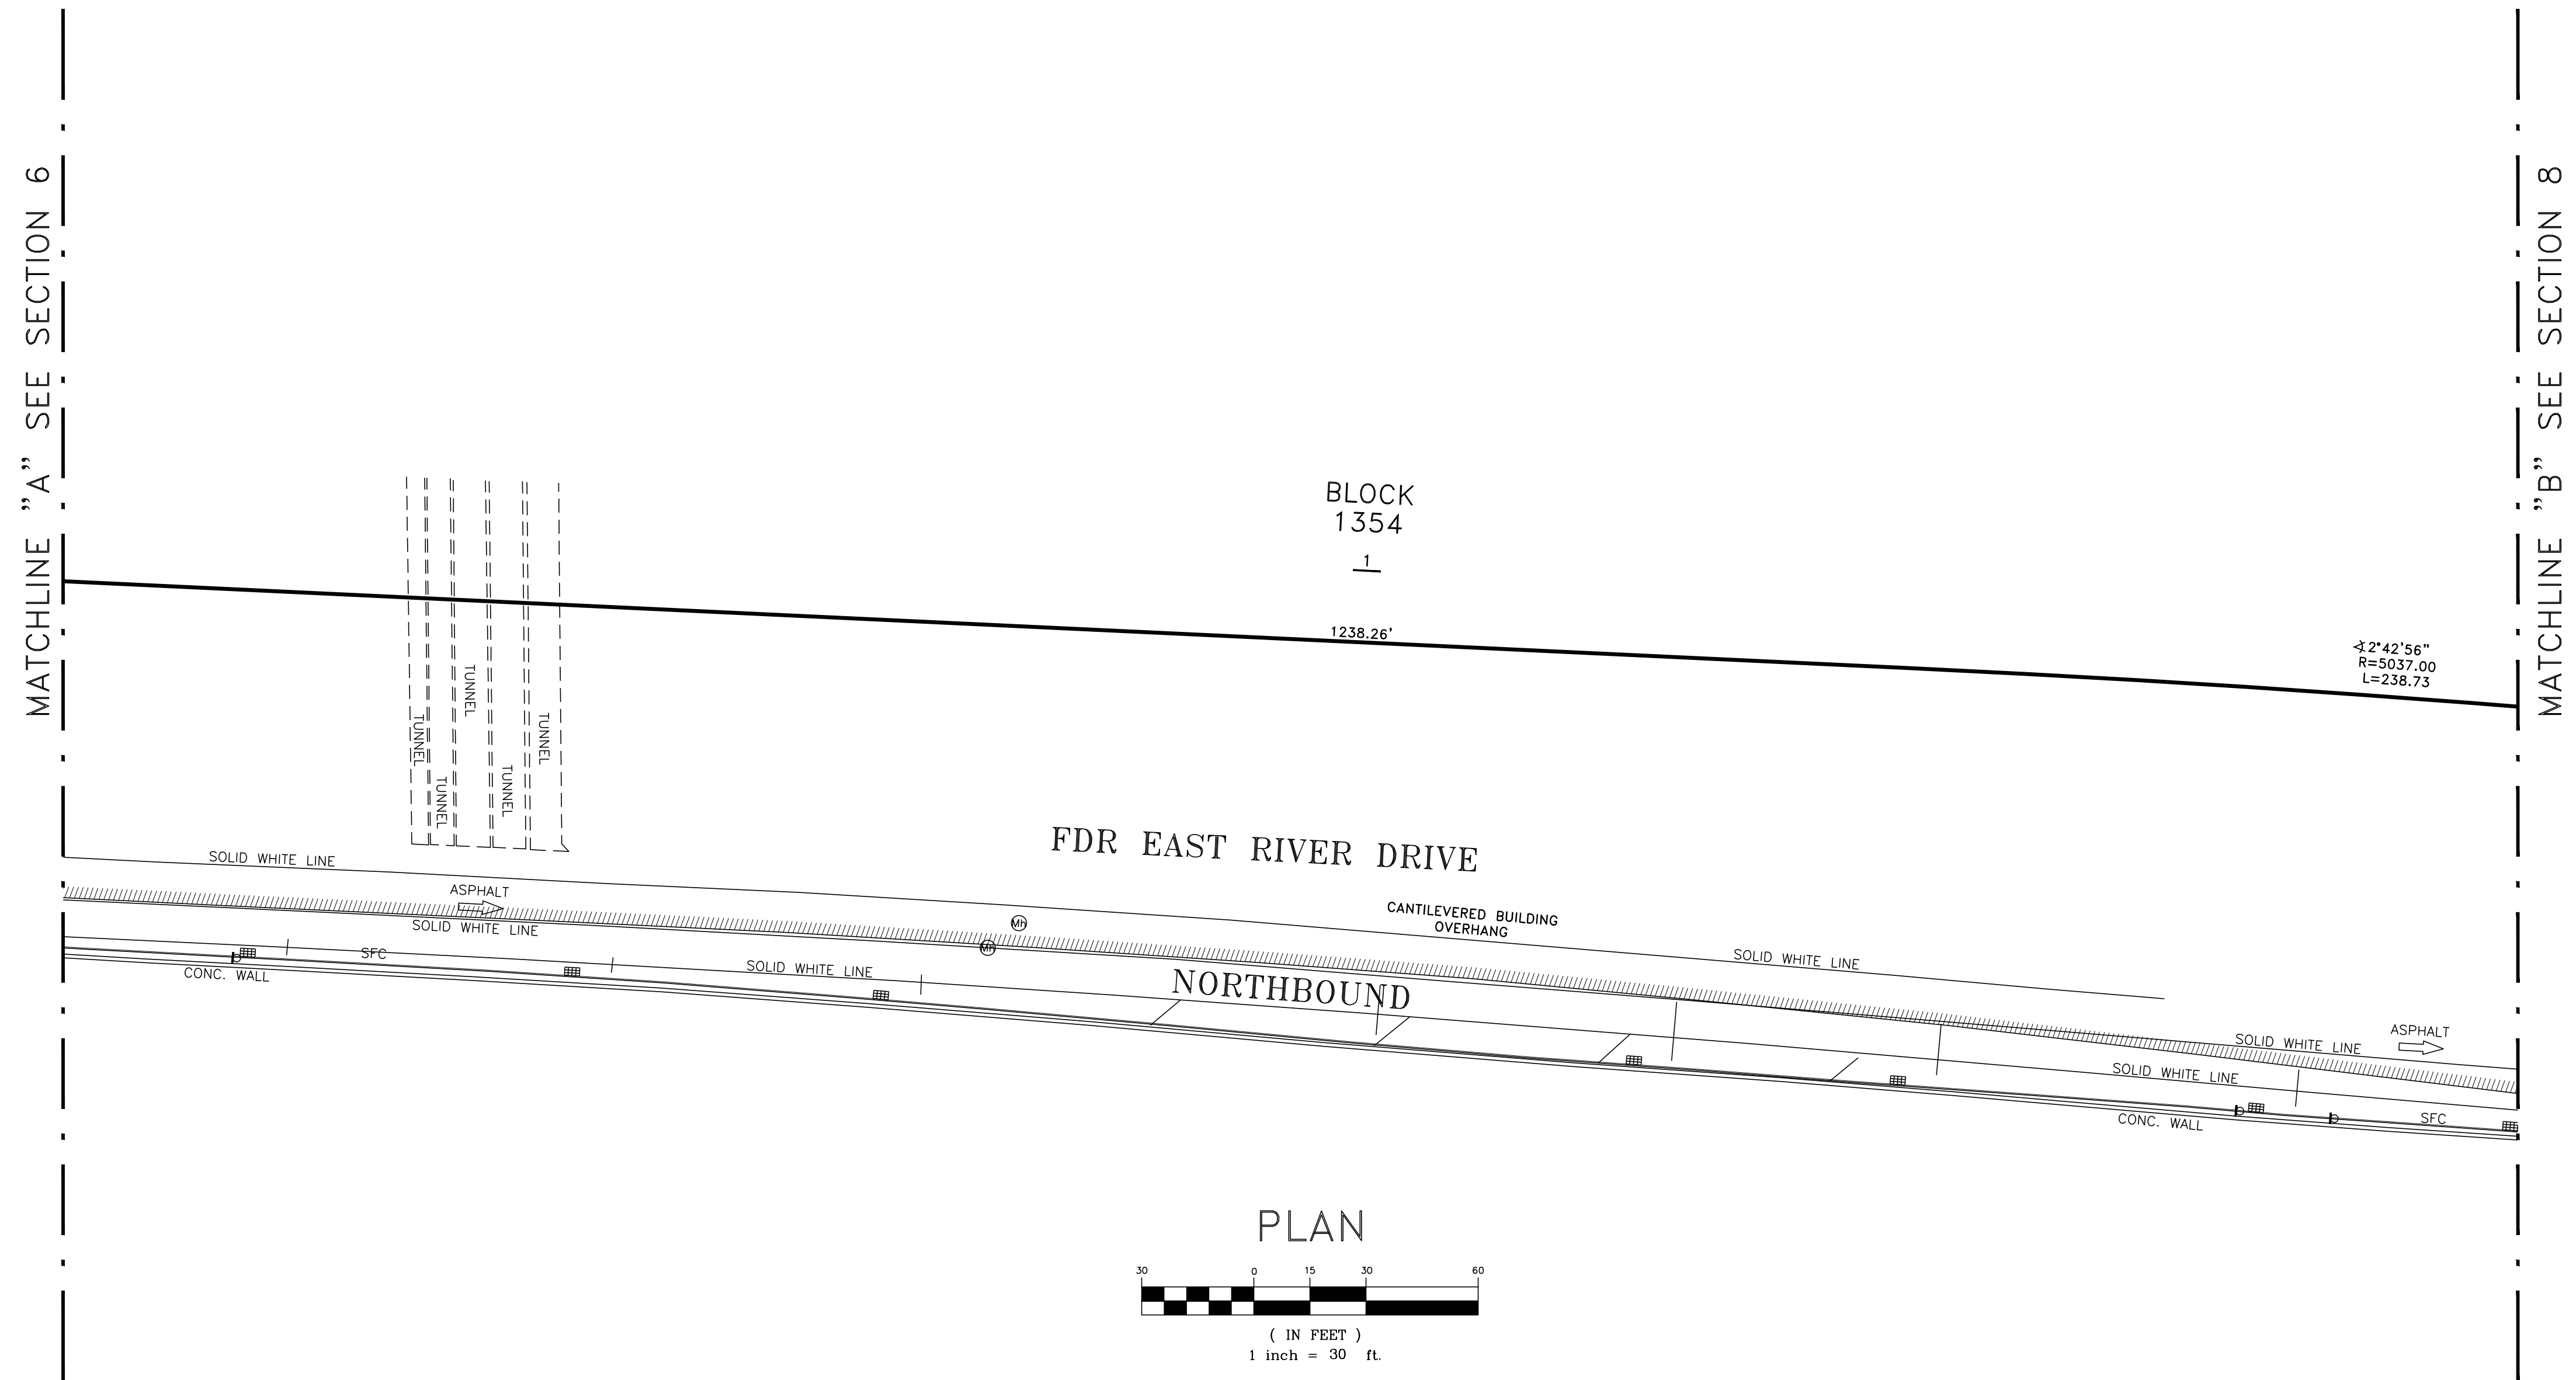 MATCHLINE "A" SEE SECTION 6
BLOCK
1354
1
1238.26'
∢2°42'56"
R=5037.00
L=238.73
TUNNEL
TUNNEL
TUNNEL
TUNNEL
TUNNEL
FDR EAST RIVER DRIVE
SOLID WHITE LINE
ASPHALT
SOLID WHITE LINE
Mh
Mh
CANTILEVERED BUILDING
OVERHANG
SOLID WHITE LINE
SFC
CONC. WALL
SOLID WHITE LINE
NORTHBOUND
SOLID WHITE LINE
ASPHALT
SOLID WHITE LINE
CONC. WALL
SFC
MATCHLINE "B" SEE SECTION 8
PLAN
30 0 15 30 60
( IN FEET )
1 inch = 30 ft.